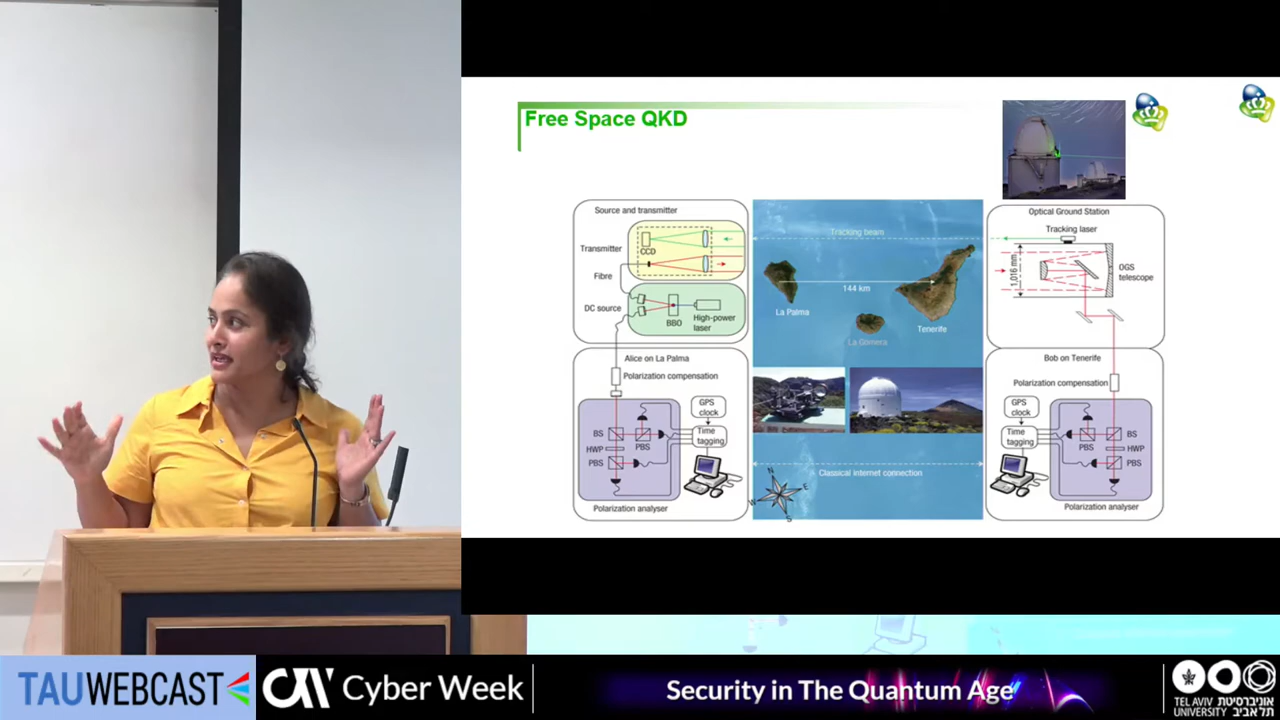 Free Space QKD
Source and transmitter
Transmitter
CCD
Fibre
DC source
BBO
High-power
laser
Alice on La Palma
Polarization compensation
GPS
clock
Time
tagging
BS
PBS
HWP
PBS
Polarization analyser
Tracking beam
144 km
La Palma
La Gomera
Tenerife
Classical internet connection
N
W
E
S
Optical Ground Station
Tracking laser
1,016 mm
OGS
telescope
Bob on Tenerife
Polarization compensation
GPS
clock
Time
tagging
BS
PBS
HWP
PBS
Polarization analyser
TAUWEBCAST
Cyber Week
Security in The Quantum Age
TEL AVIV אוניברסיטת
UNIVERSITY תל אביב